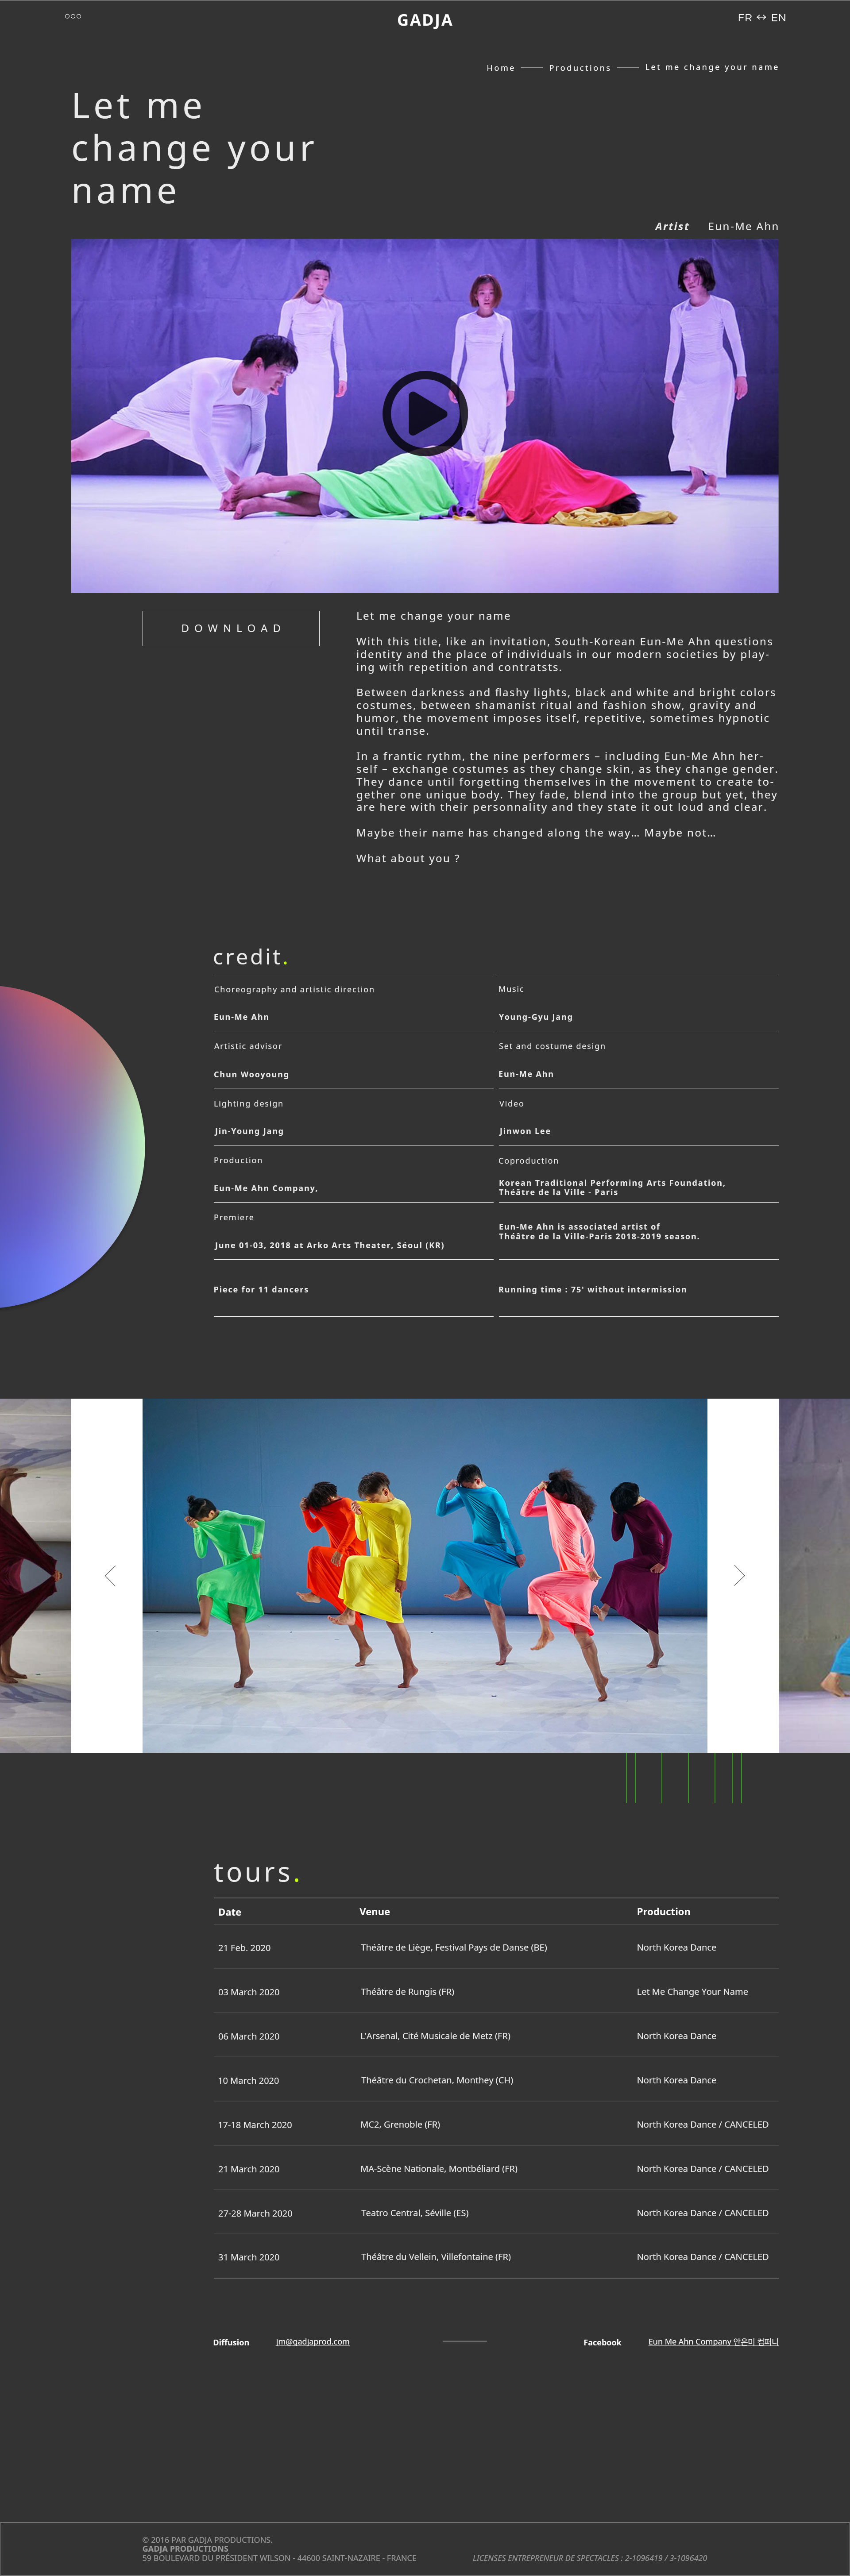 GADJA
FR ↔ EN
Home Productions Let me change your name
Let me
change your
name
Artist Eun-Me Ahn
DOWNLOAD
Let me change your name
With this title, like an invitation, South-Korean Eun-Me Ahn questions
identity and the place of individuals in our modern societies by play-
ing with repetition and contratsts.
Between darkness and flashy lights, black and white and bright colors
costumes, between shamanist ritual and fashion show, gravity and
humor, the movement imposes itself, repetitive, sometimes hypnotic
until transe.
In a frantic rythm, the nine performers – including Eun-Me Ahn her-
self – exchange costumes as they change skin, as they change gender.
They dance until forgetting themselves in the movement to create to-
gether one unique body. They fade, blend into the group but yet, they
are here with their personnality and they state it out loud and clear.
Maybe their name has changed along the way… Maybe not…
What about you ?
credit.
Choreography and artistic direction
Eun-Me Ahn
Music
Young-Gyu Jang
Artistic advisor
Chun Wooyoung
Set and costume design
Eun-Me Ahn
Lighting design
Jin-Young Jang
Video
Jinwon Lee
Production
Eun-Me Ahn Company,
Coproduction
Korean Traditional Performing Arts Foundation,
Théâtre de la Ville - Paris
Premiere
June 01-03, 2018 at Arko Arts Theater, Séoul (KR)
Eun-Me Ahn is associated artist of
Théâtre de la Ville-Paris 2018-2019 season.
Piece for 11 dancers
Running time : 75' without intermission
tours.
Date Venue Production
21 Feb. 2020 Théâtre de Liège, Festival Pays de Danse (BE) North Korea Dance
03 March 2020 Théâtre de Rungis (FR) Let Me Change Your Name
06 March 2020 L'Arsenal, Cité Musicale de Metz (FR) North Korea Dance
10 March 2020 Théâtre du Crochetan, Monthey (CH) North Korea Dance
17-18 March 2020 MC2, Grenoble (FR) North Korea Dance / CANCELED
21 March 2020 MA-Scène Nationale, Montbéliard (FR) North Korea Dance / CANCELED
27-28 March 2020 Teatro Central, Séville (ES) North Korea Dance / CANCELED
31 March 2020 Théâtre du Vellein, Villefontaine (FR) North Korea Dance / CANCELED
Diffusion jm@gadjaprod.com Facebook Eun Me Ahn Company 안은미 컴퍼니
© 2016 PAR GADJA PRODUCTIONS.
GADJA PRODUCTIONS
59 BOULEVARD DU PRÉSIDENT WILSON - 44600 SAINT-NAZAIRE - FRANCE LICENSES ENTREPRENEUR DE SPECTACLES : 2-1096419 / 3-1096420